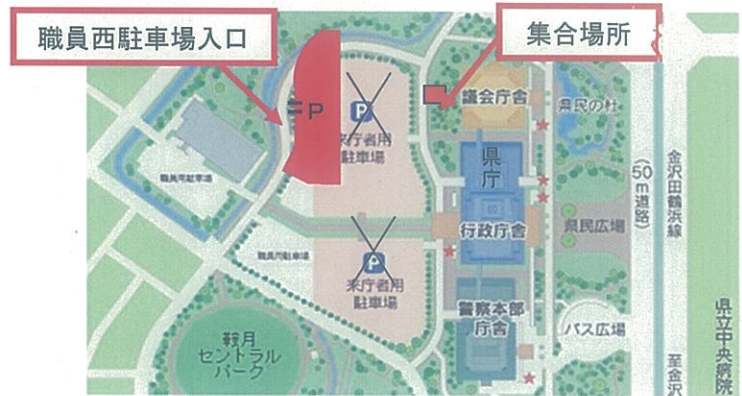 職員西駐車場入口
集合場所
P
P
来庁者用
駐車場
議会庁舎
県民の杜
県庁
職員用駐車場
行政庁舎
県民広場
(50m道路)
金沢田鶴浜線
職員用駐車場
P
来庁者用
駐車場
警察本部
庁舎
バス広場
鞍月
セントラル
パーク
至金沢
県立中央病院